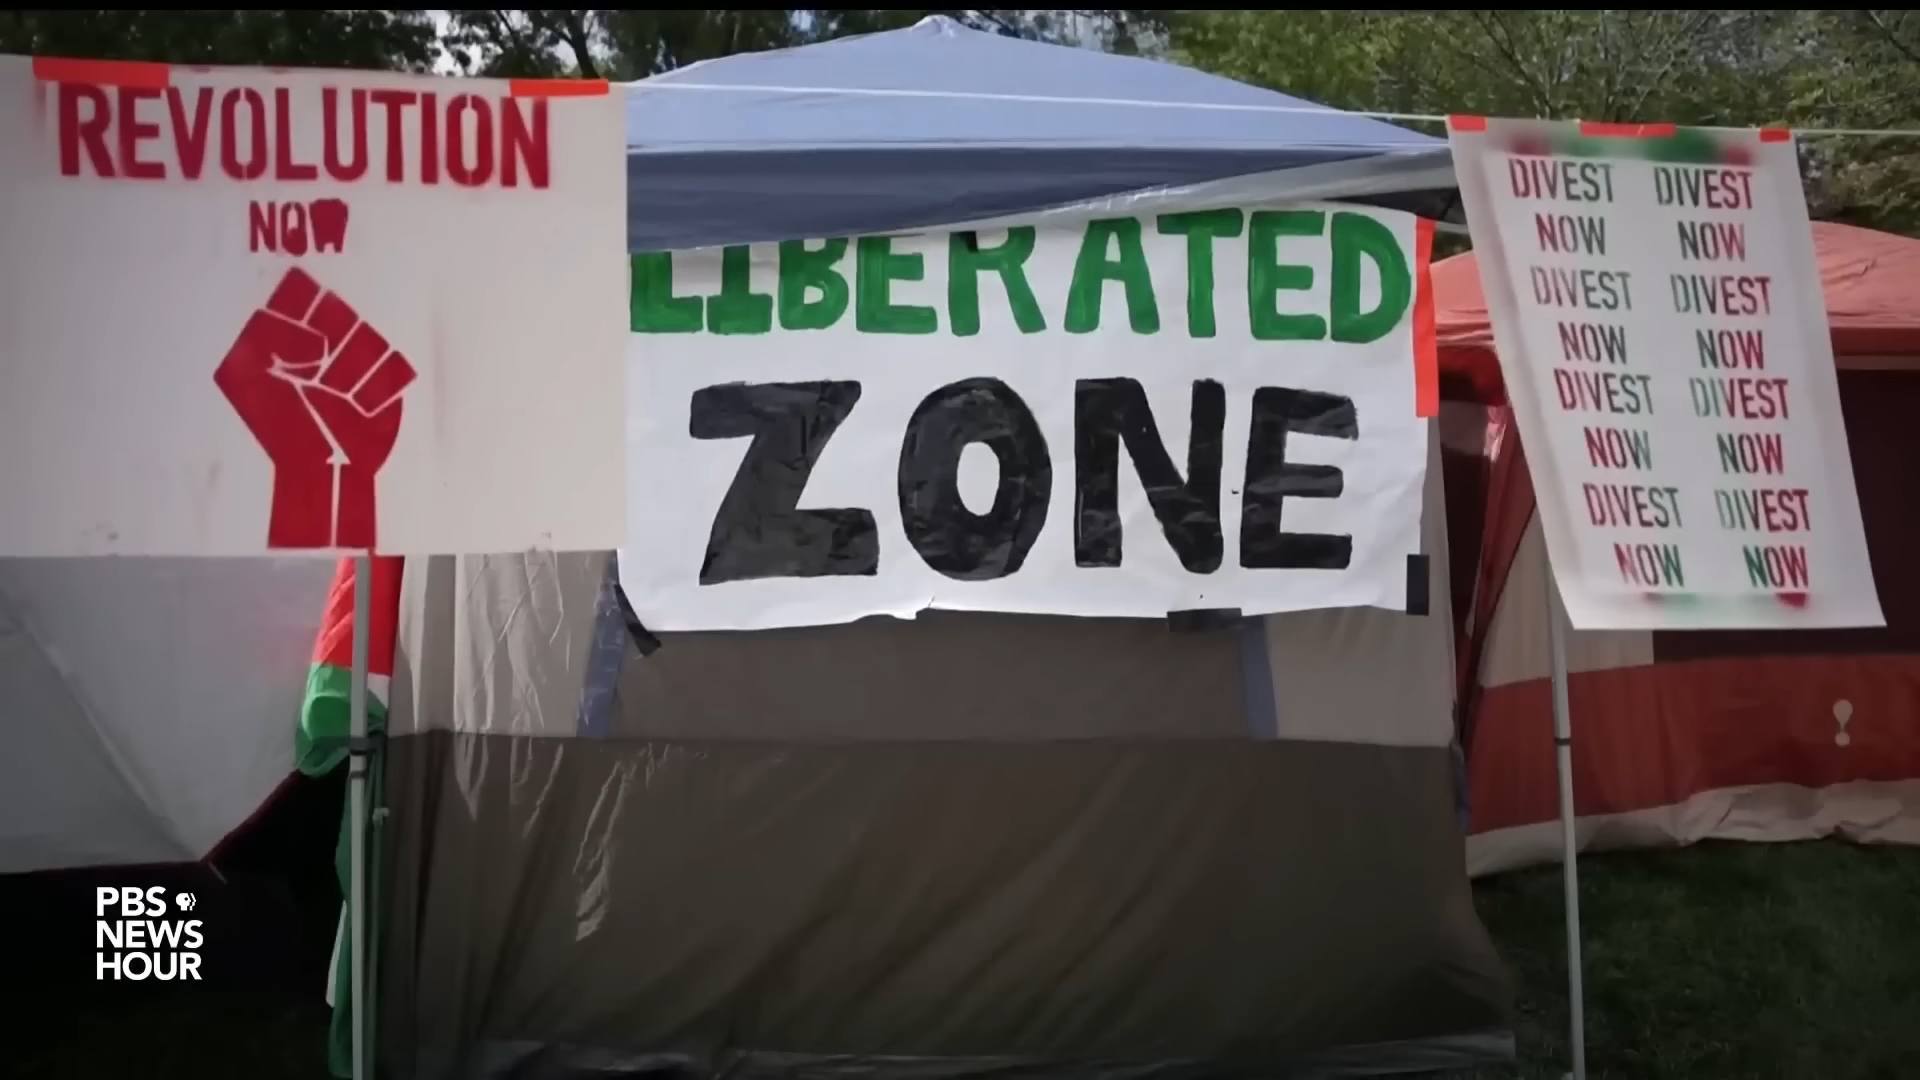 REVOLUTION
NOW
LIBERATED
ZONE
DIVEST DIVEST
NOW NOW
DIVEST DIVEST
NOW NOW
DIVEST DIVEST
NOW NOW
DIVEST DIVEST
NOW NOW
PBS
NEWS
HOUR